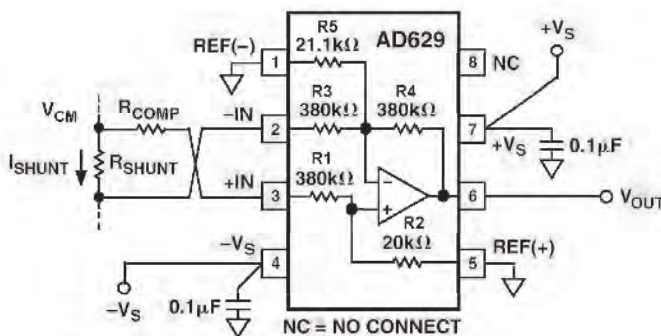 REF(−)
R5
21.1kΩ
AD629
NC
+VS
1
8
VCM
RCOMP
−IN
R3
380kΩ
R4
380kΩ
2
7
+VS
0.1µF
ISHUNT
RSHUNT
+IN
R1
380kΩ
−
+
3
6
VOUT
−VS
R2
20kΩ
REF(+)
4
5
−VS
0.1µF
NC = NO CONNECT